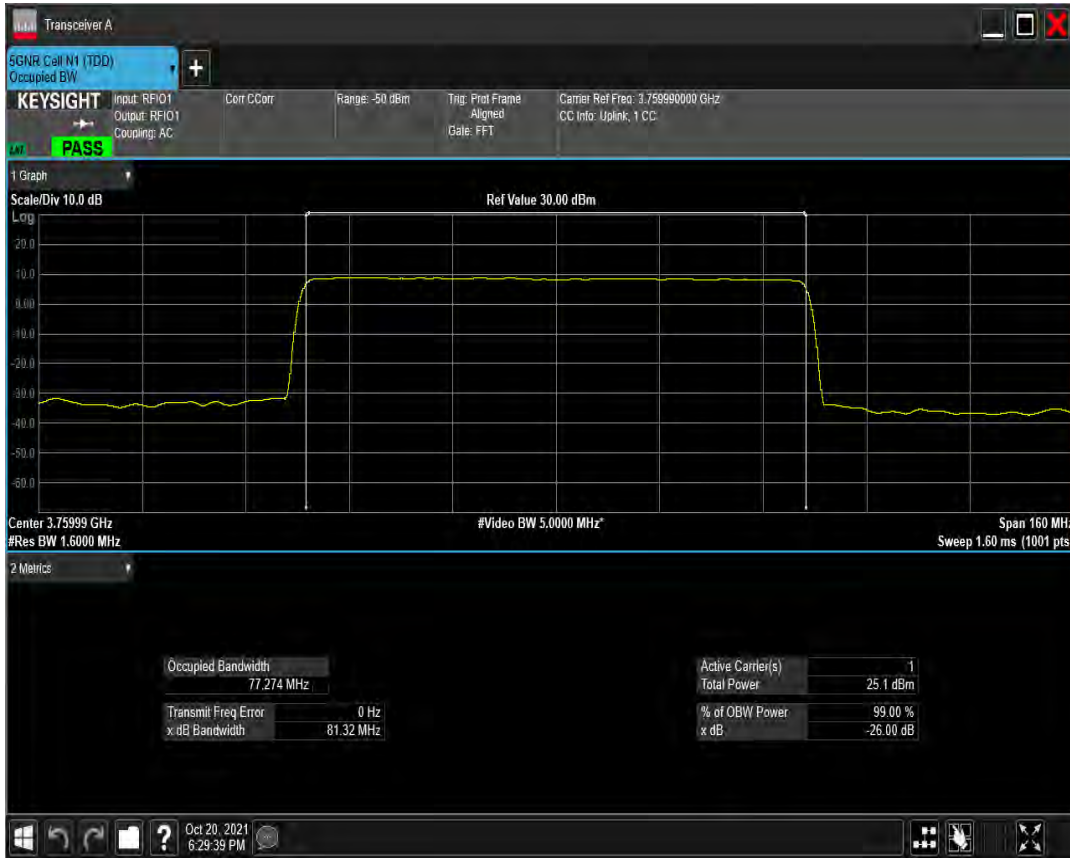 Transceiver A
5GNR Cell N1 (TDD)
Occupied BW
+
KEYSIGHT
Input: RFIO1
Output: RFIO1
Coupling: AC
Corr CCorr
Range: -50 dBm
Trig: Prot Frame
Aligned
Gate: FFT
Carrier Ref Freq: 3.759990000 GHz
CC Info: Uplink, 1 CC
PASS
1 Graph
Scale/Div 10.0 dB
Ref Value 30.00 dBm
Log
20.0
10.0
0.00
-10.0
-20.0
-30.0
-40.0
-50.0
-60.0
Center 3.75999 GHz
#Video BW 5.0000 MHz*
Span 160 MHz
#Res BW 1.6000 MHz
Sweep 1.60 ms (1001 pts
2 Metrics
Occupied Bandwidth
77.274 MHz
Transmit Freq Error 0 Hz
x dB Bandwidth 81.32 MHz
Active Carrier(s) 1
Total Power 25.1 dBm
% of OBW Power 99.00 %
x dB -26.00 dB
?
Oct 20, 2021
6:29:39 PM